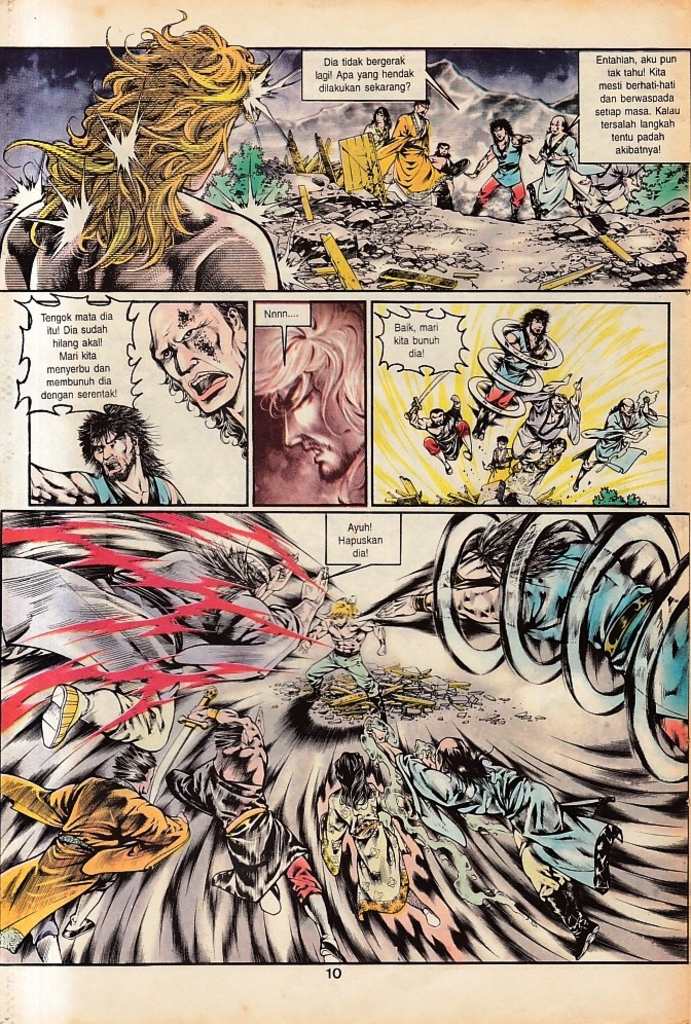 Dia tidak bergerak
lagi! Apa yang hendak
dilakukan sekarang?
Entahlah, aku pun
tak tahu! Kita
mesti berhati-hati
dan berwaspada
setiap masa. Kalau
tersalah langkah
tentu padah
akibatnya!
Tengok mata dia
itu! Dia sudah
hilang akal!
Mari kita
menyerbu dan
membunuh dia
dengan serentak!
Nnnn....
Baik, mari
kita bunuh
dia!
Ayuh!
Hapuskan
dia!
10